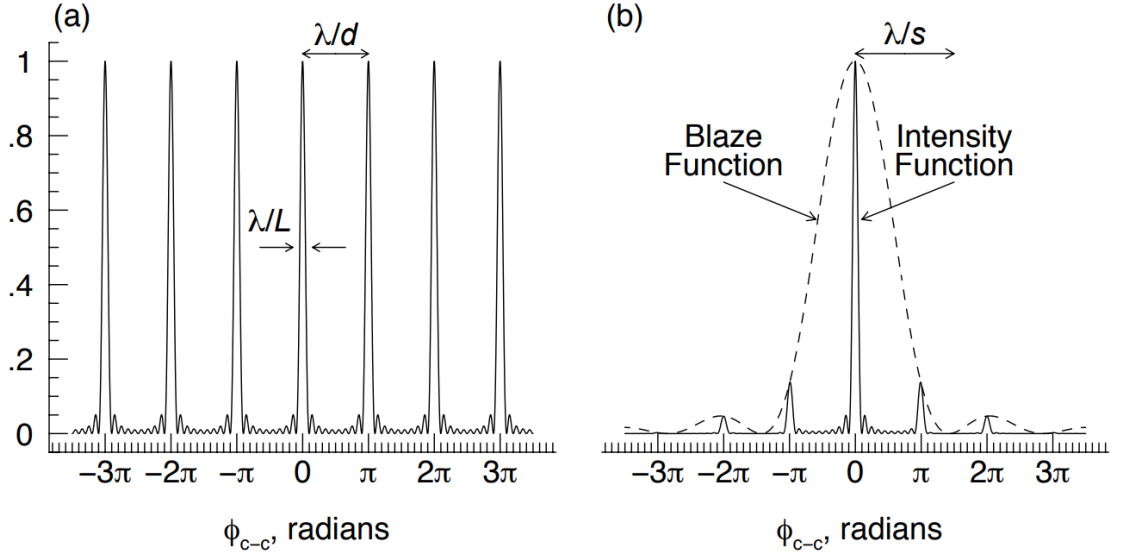 (a)
λ/d
1
.8
.6
λ/L
.4
.2
0
−3π −2π −π 0 π 2π 3π
ϕc−c, radians
(b)
λ/s
Blaze
Function
Intensity
Function
−3π −2π −π 0 π 2π 3π
ϕc−c, radians